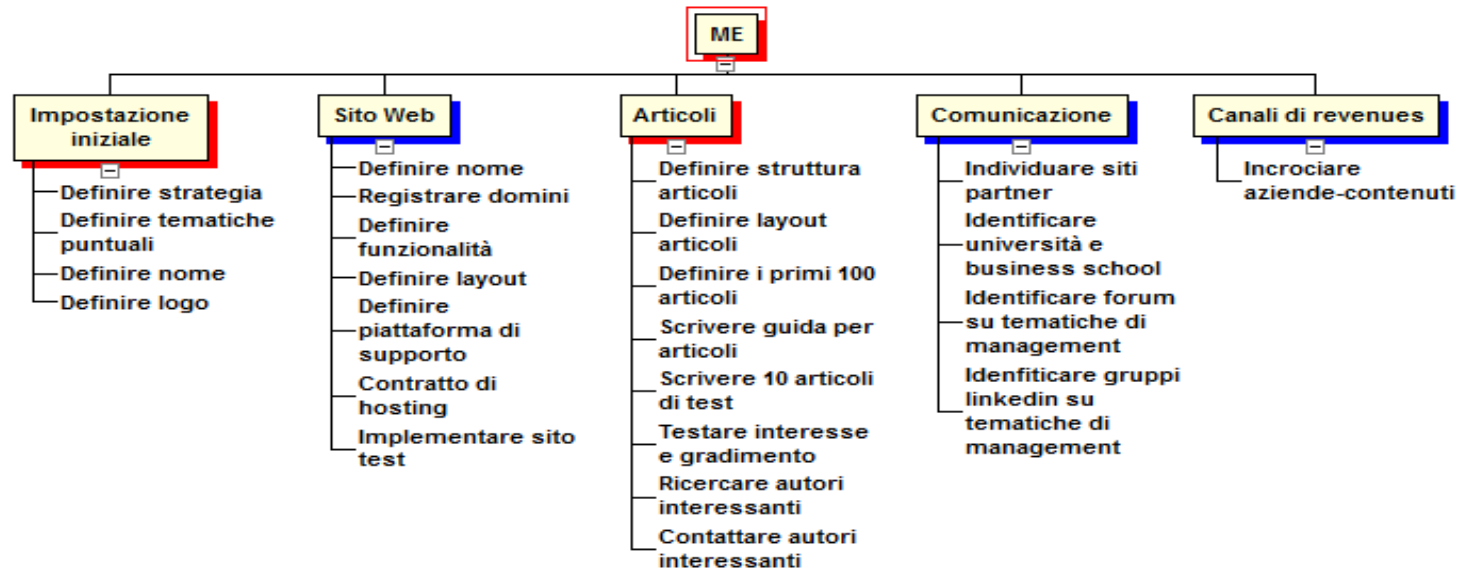 ME
Impostazione
iniziale
Definire strategia
Definire tematiche
puntuali
Definire nome
Definire logo
Sito Web
Definire nome
Registrare domini
Definire
funzionalità
Definire layout
Definire
piattaforma di
supporto
Contratto di
hosting
Implementare sito
test
Articoli
Definire struttura
articoli
Definire layout
articoli
Definire i primi 100
articoli
Scrivere guida per
articoli
Scrivere 10 articoli
di test
Testare interesse
e gradimento
Ricercare autori
interessanti
Contattare autori
interessanti
Comunicazione
Individuare siti
partner
Identificare
università e
business school
Identificare forum
su tematiche di
management
Idenfiticare gruppi
linkedin su
tematiche di
management
Canali di revenues
Incrociare
aziende-contenuti